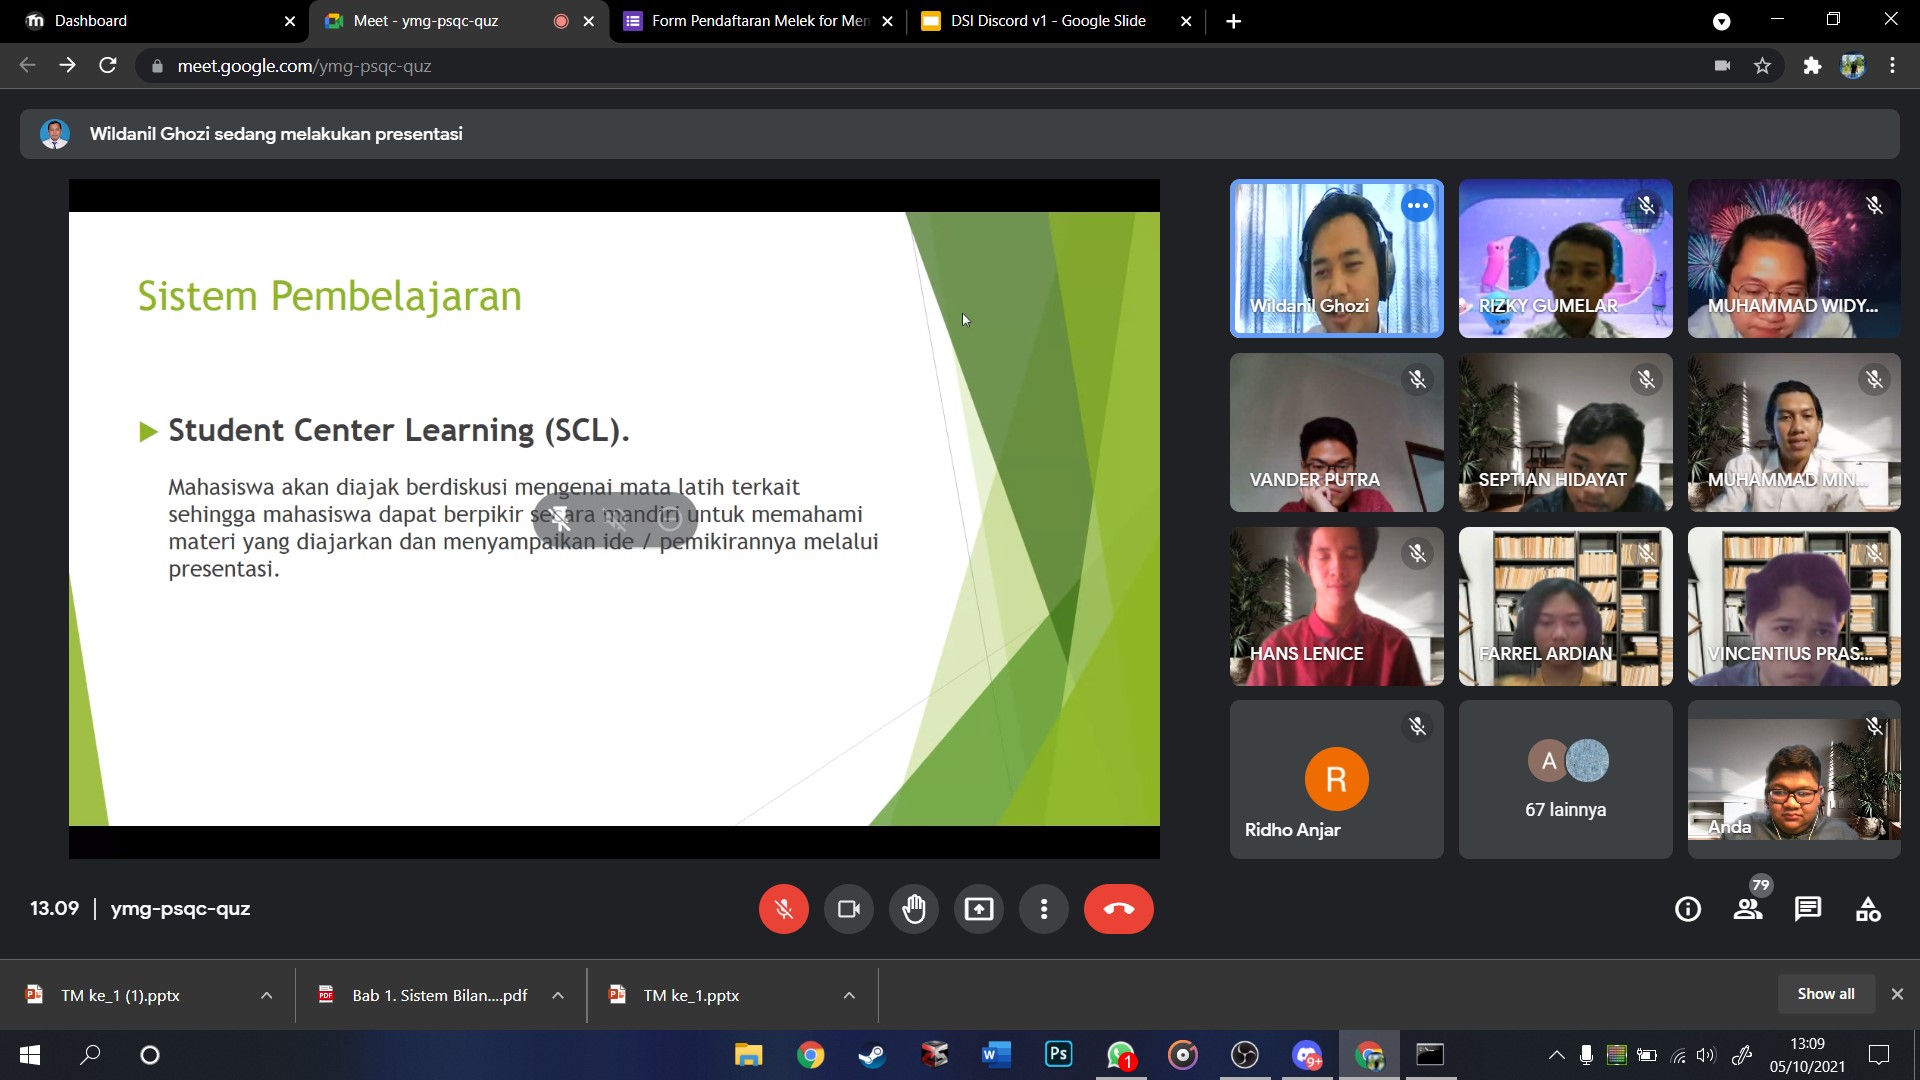 Dashboard
Meet - ymg-psqc-quz
Form Pendaftaran Melek for Mem
DSI Discord v1 - Google Slide
meet.google.com/ymg-psqc-quz
Wildanil Ghozi sedang melakukan presentasi
Sistem Pembelajaran
Student Center Learning (SCL).
Mahasiswa akan diajak berdiskusi mengenai mata latih terkait
sehingga mahasiswa dapat berpikir secara mandiri untuk memahami
materi yang diajarkan dan menyampaikan ide / pemikirannya melalui
presentasi.
Wildanil Ghozi
RIZKY GUMELAR
MUHAMMAD WIDY...
VANDER PUTRA
SEPTIAN HIDAYAT
MUHAMMAD MIN...
HANS LENICE
FARREL ARDIAN
VINCENTIUS PRAS...
R
Ridho Anjar
A
67 lainnya
Anda
13.09 | ymg-psqc-quz
79
TM ke_1 (1).pptx
Bab 1. Sistem Bilan....pdf
TM ke_1.pptx
Show all
Ps
1
9+
13:09
05/10/2021